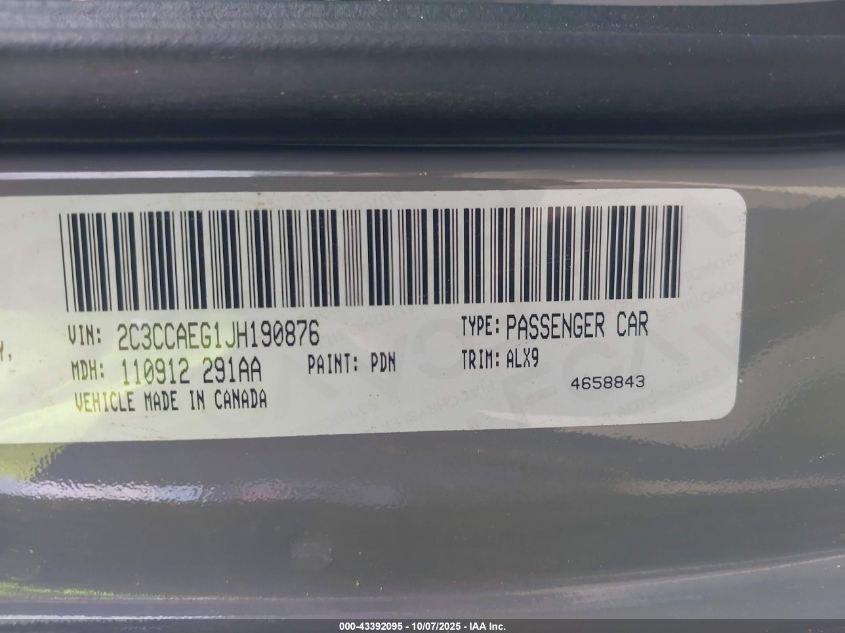 VIN: 2C3CCAEG1JH190876
TYPE: PASSENGER CAR
MDH: 110912 291AA
PAINT: PDN
TRIM: ALX9
4658843
VEHICLE MADE IN CANADA
Y,
000-43392095 - 10/07/2025 - IAA Inc.